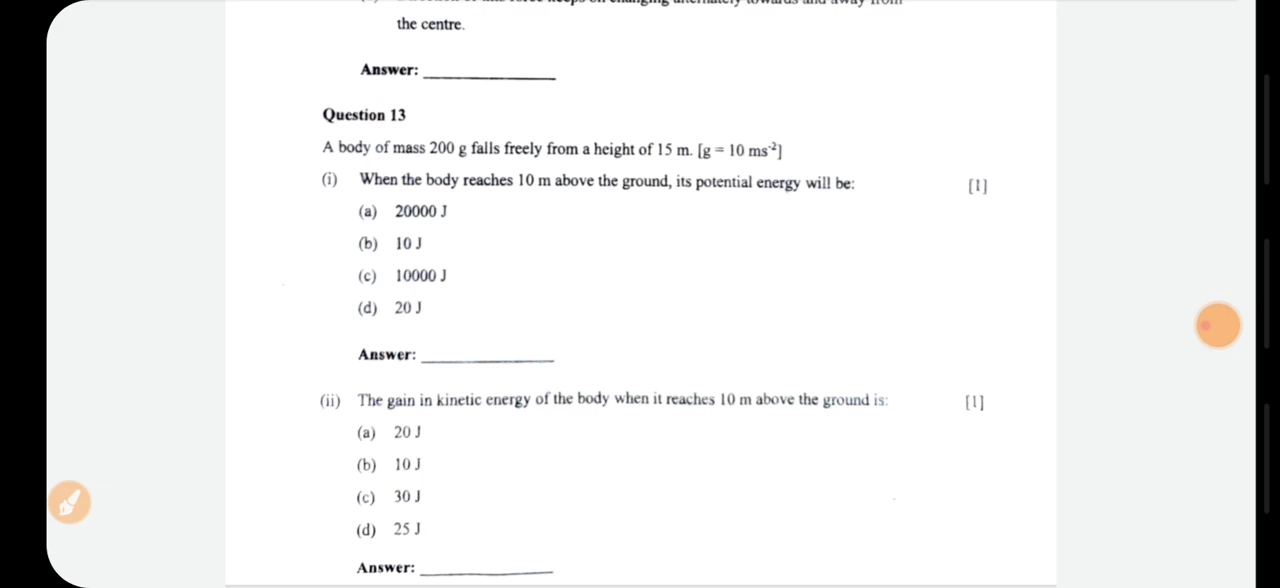 the centre.
Answer: ____________
Question 13
A body of mass 200 g falls freely from a height of 15 m. [g = 10 ms⁻²]
(i) When the body reaches 10 m above the ground, its potential energy will be: [1]
(a) 20000 J
(b) 10 J
(c) 10000 J
(d) 20 J
Answer: ____________
(ii) The gain in kinetic energy of the body when it reaches 10 m above the ground is: [1]
(a) 20 J
(b) 10 J
(c) 30 J
(d) 25 J
Answer: ____________